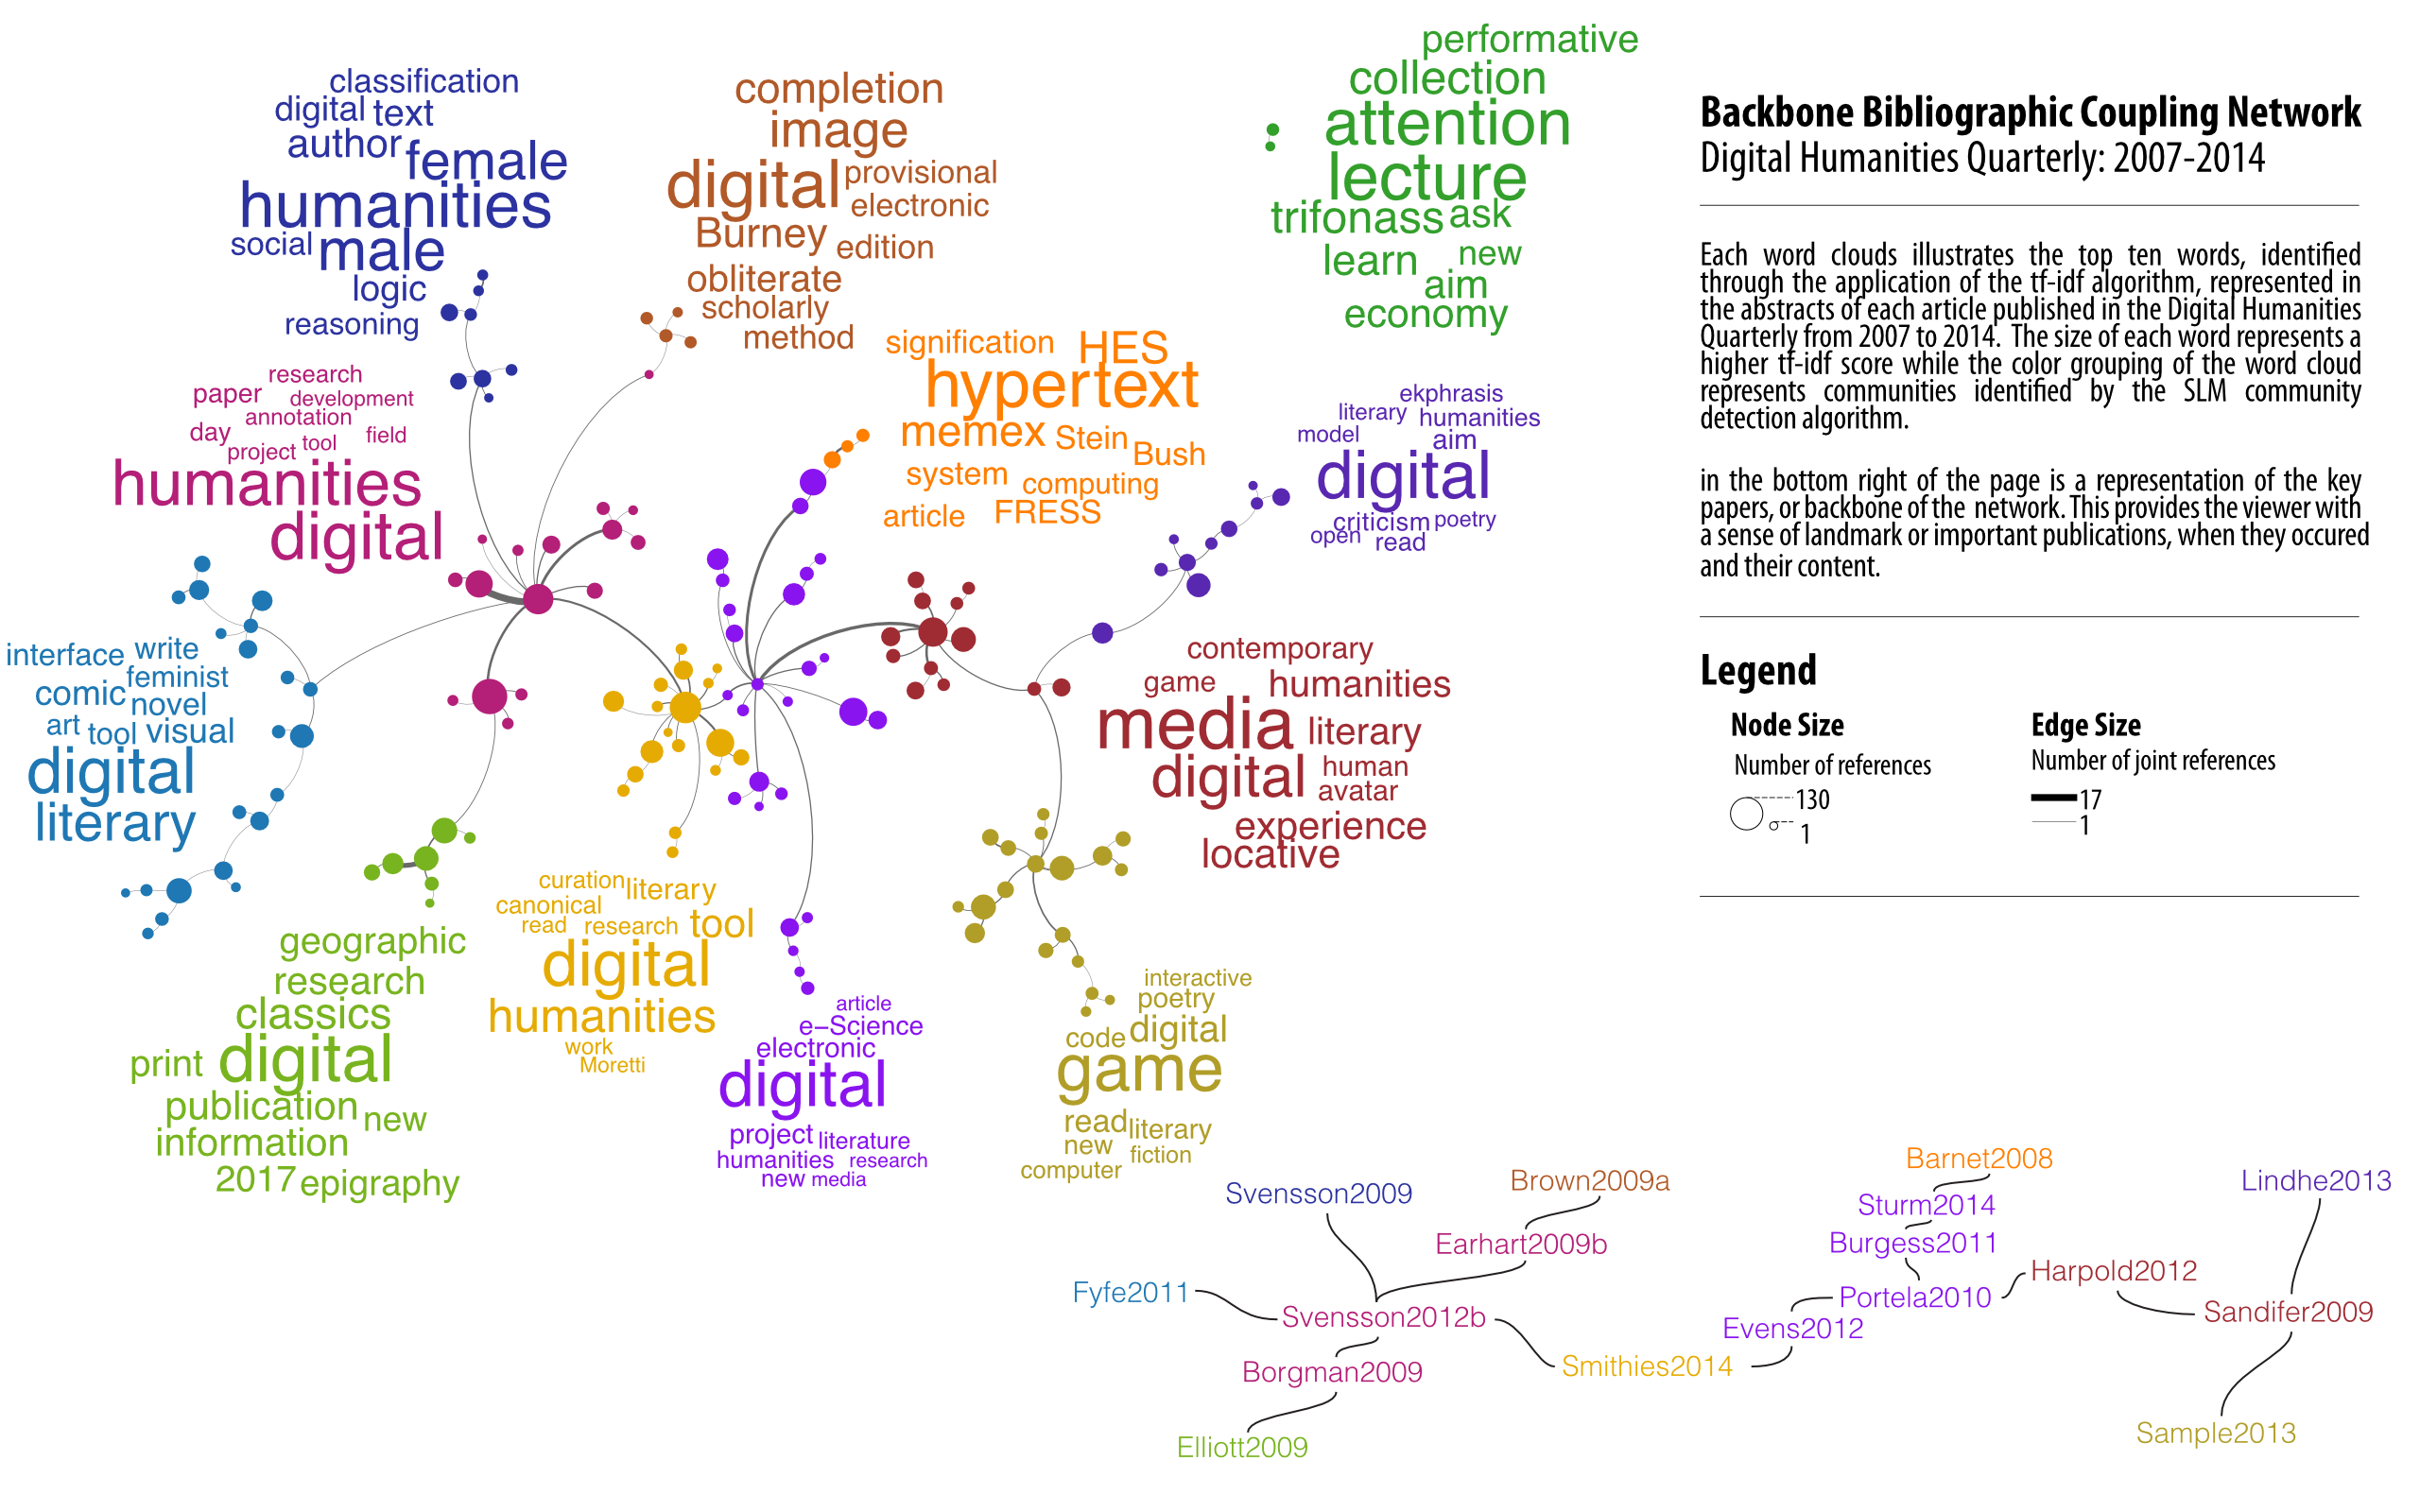 classification
digital text
author female
humanities
social male
logic
reasoning
completion
image
digital provisional
electronic
Burney edition
obliterate
scholarly
method
performative
collection
attention
lecture
trifonass ask
learn new
aim
economy
Backbone Bibliographic Coupling Network
Digital Humanities Quarterly: 2007-2014
Each word clouds illustrates the top ten words, identified
through the application of the tf-idf algorithm, represented in
the abstracts of each article published in the Digital Humanities
Quarterly from 2007 to 2014. The size of each word represents a
higher tf-idf score while the color grouping of the word cloud
represents communities identified by the SLM community
detection algorithm.
in the bottom right of the page is a representation of the key
papers, or backbone of the network. This provides the viewer with
a sense of landmark or important publications, when they occured
and their content.
Legend
Node Size
Number of references
130
1
Edge Size
Number of joint references
17
1
research
paper development
annotation
day project tool field
humanities
digital
signification HES
hypertext
memex Stein Bush
system computing
article FRESS
ekphrasis
literary humanities
model aim
digital
criticism poetry
open read
interface write
feminist
comic novel
art tool visual
digital
literary
contemporary
game humanities
media literary
digital human
avatar
experience
locative
geographic
research
classics
print digital
publication new
information
2017 epigraphy
curation literary
canonical
read research tool
digital
humanities
work
Moretti
article
e–Science
electronic
digital
project literature
humanities research
new media
interactive
poetry
code digital
game
read literary
new fiction
computer
Svensson2009
Brown2009a
Earhart2009b
Fyfe2011
Svensson2012b
Borgman2009
Elliott2009
Smithies2014
Barnet2008
Sturm2014
Burgess2011
Portela2010
Evens2012
Harpold2012
Lindhe2013
Sandifer2009
Sample2013